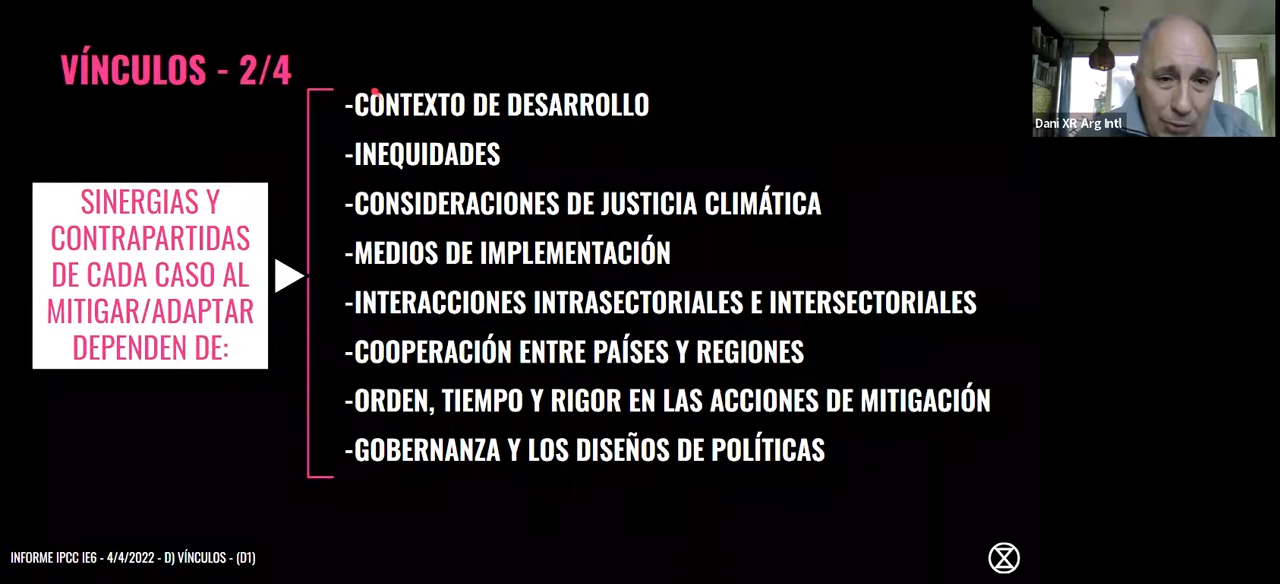 VÍNCULOS - 2/4
SINERGIAS Y
CONTRAPARTIDAS
DE CADA CASO AL
MITIGAR/ADAPTAR
DEPENDEN DE:
-CONTEXTO DE DESARROLLO
-INEQUIDADES
-CONSIDERACIONES DE JUSTICIA CLIMÁTICA
-MEDIOS DE IMPLEMENTACIÓN
-INTERACCIONES INTRASECTORIALES E INTERSECTORIALES
-COOPERACIÓN ENTRE PAÍSES Y REGIONES
-ORDEN, TIEMPO Y RIGOR EN LAS ACCIONES DE MITIGACIÓN
-GOBERNANZA Y LOS DISEÑOS DE POLÍTICAS
INFORME IPCC IE6 - 4/4/2022 - D) VÍNCULOS - (D1)
Dani XR Arg Intl